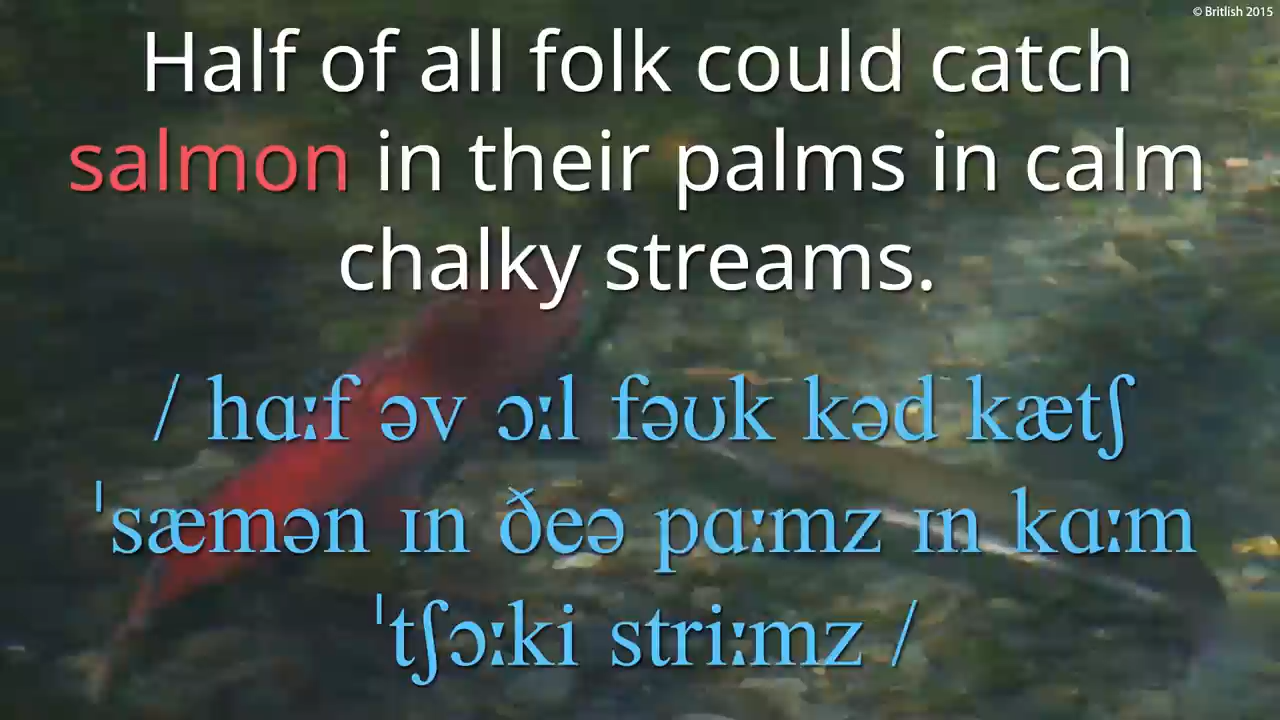 © Britlish 2015
Half of all folk could catch
salmon in their palms in calm
chalky streams.
/ hɑːf əv ɔːl fəʊk kəd kætʃ
ˈsæmən ɪn ðeə pɑːmz ɪn kɑːm
ˈtʃɔːki striːmz /